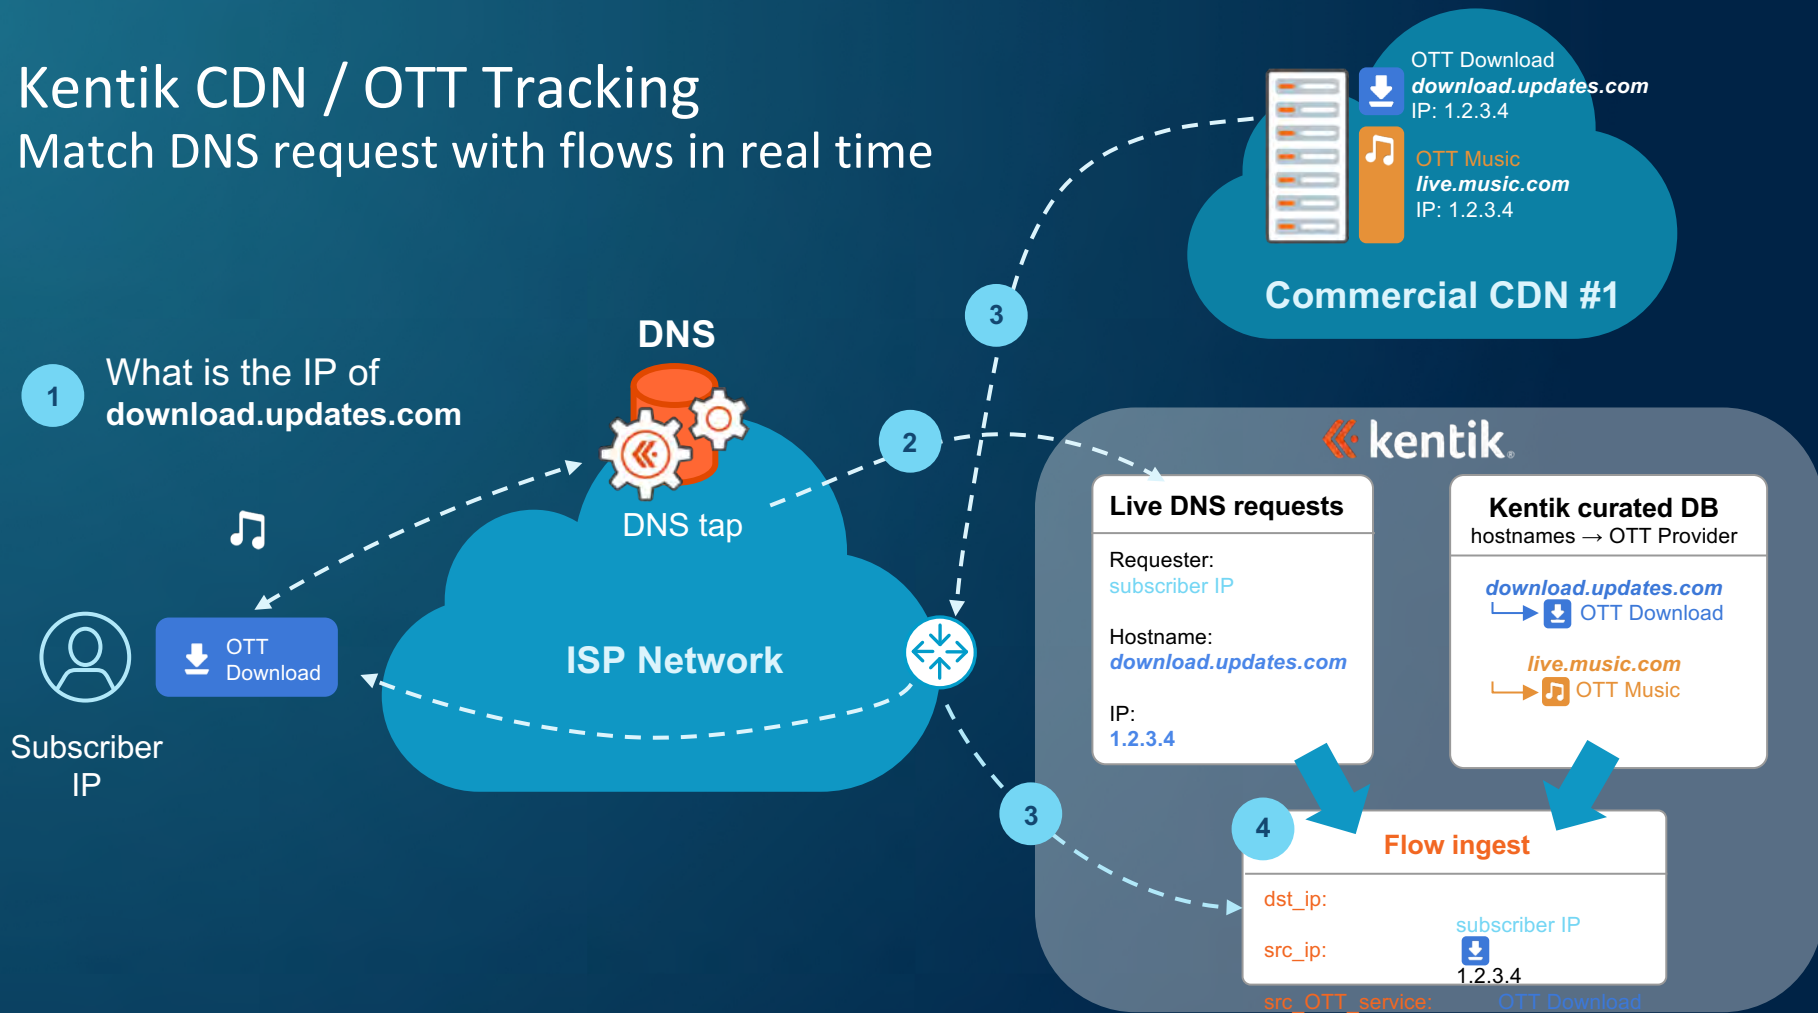 Kentik CDN / OTT Tracking
Match DNS request with flows in real time
OTT Download
download.updates.com
IP: 1.2.3.4
OTT Music
live.music.com
IP: 1.2.3.4
Commercial CDN #1
3
DNS
1
What is the IP of
download.updates.com
2
DNS tap
OTT
Download
ISP Network
Subscriber
IP
3
kentik
Live DNS requests
Requester:
subscriber IP
Hostname:
download.updates.com
IP:
1.2.3.4
Kentik curated DB
hostnames → OTT Provider
download.updates.com
OTT Download
live.music.com
OTT Music
4
Flow ingest
dst_ip:
subscriber IP
src_ip:
1.2.3.4
src_OTT_service: OTT Download